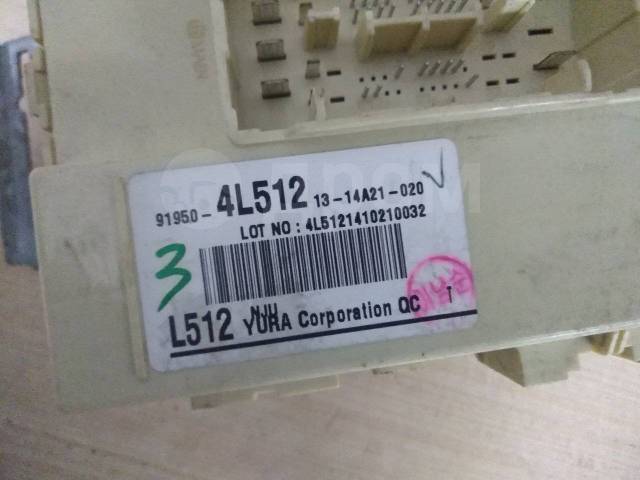 91950-4L512 13-14A21-020
LOT NO : 4L5121410210032
3
L512 YURA Corporation QC